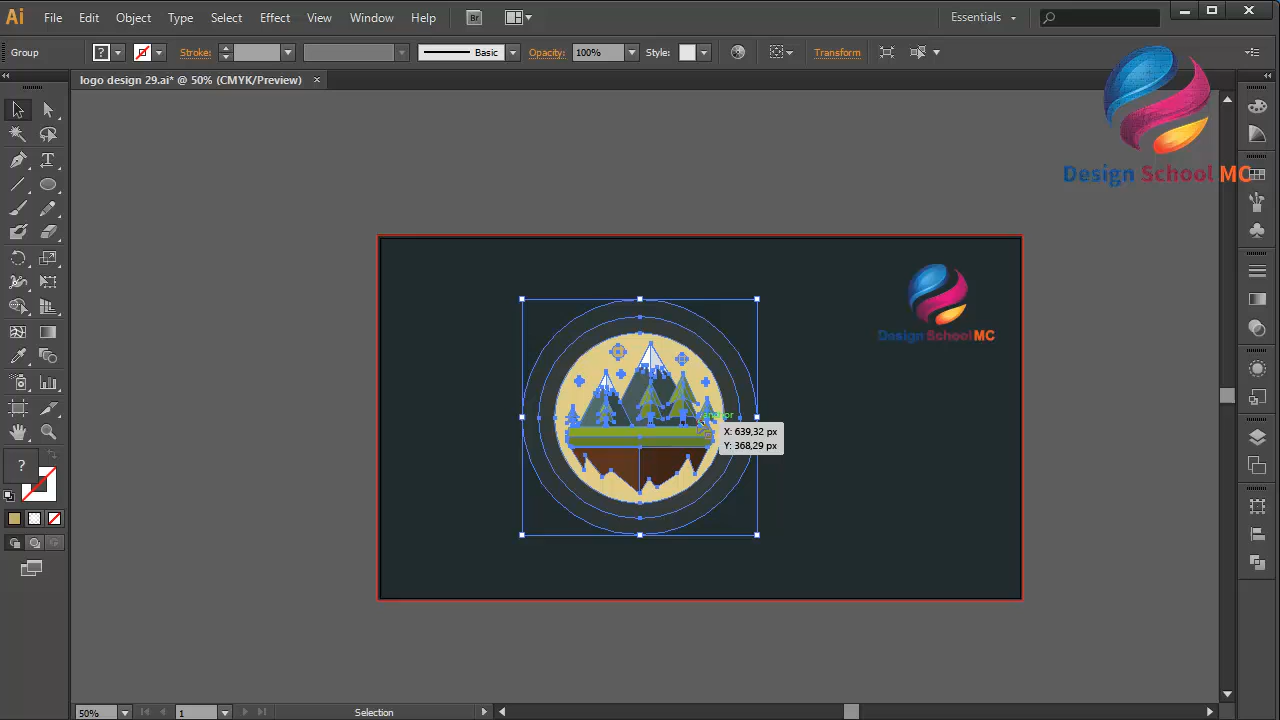 Ai File Edit Object Type Select Effect View Window Help Br Essentials
Group ? Stroke: Basic Opacity: 100% Style: Transform
logo design 29.ai* @ 50% (CMYK/Preview) ×
Design School MC
Design School MC
anchor
X: 639,32 px
Y: 368,29 px
?
50% 1 Selection